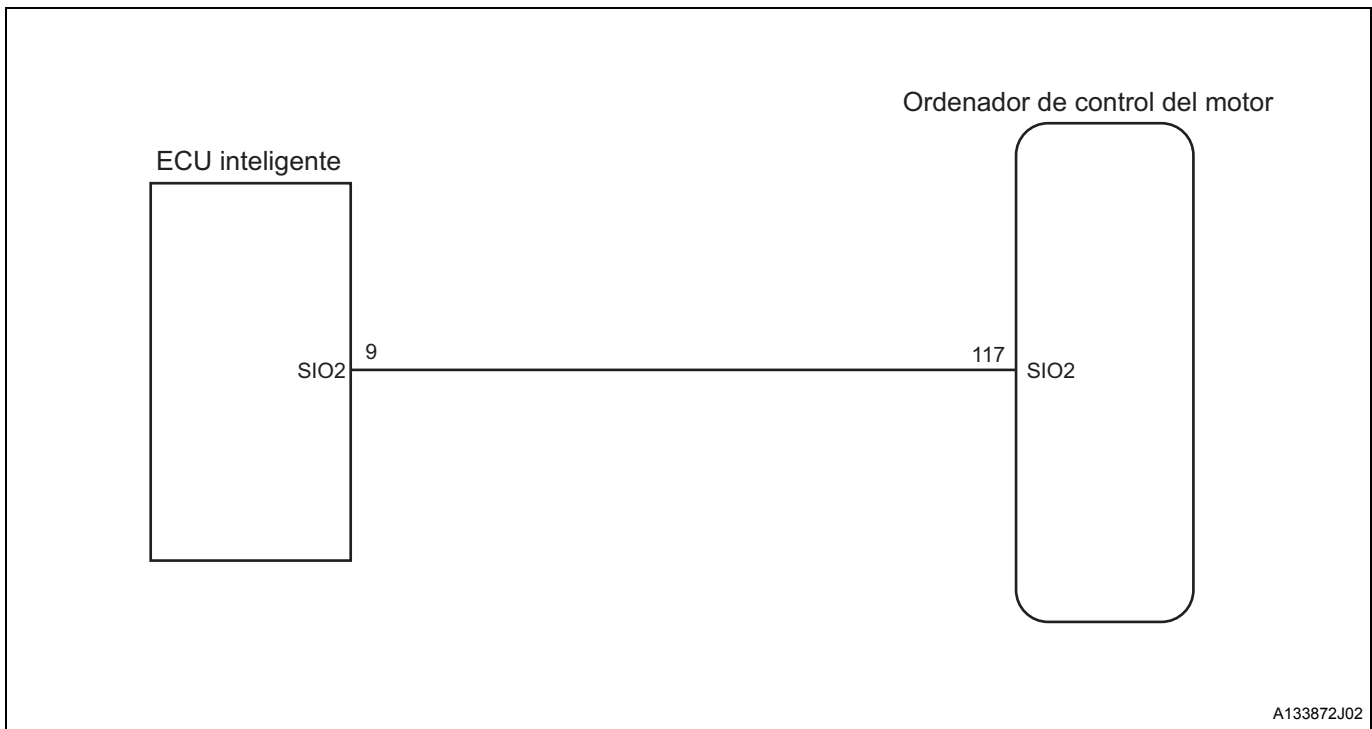 Ordenador de control del motor
ECU inteligente
9
117
SIO2
SIO2
A133872J02